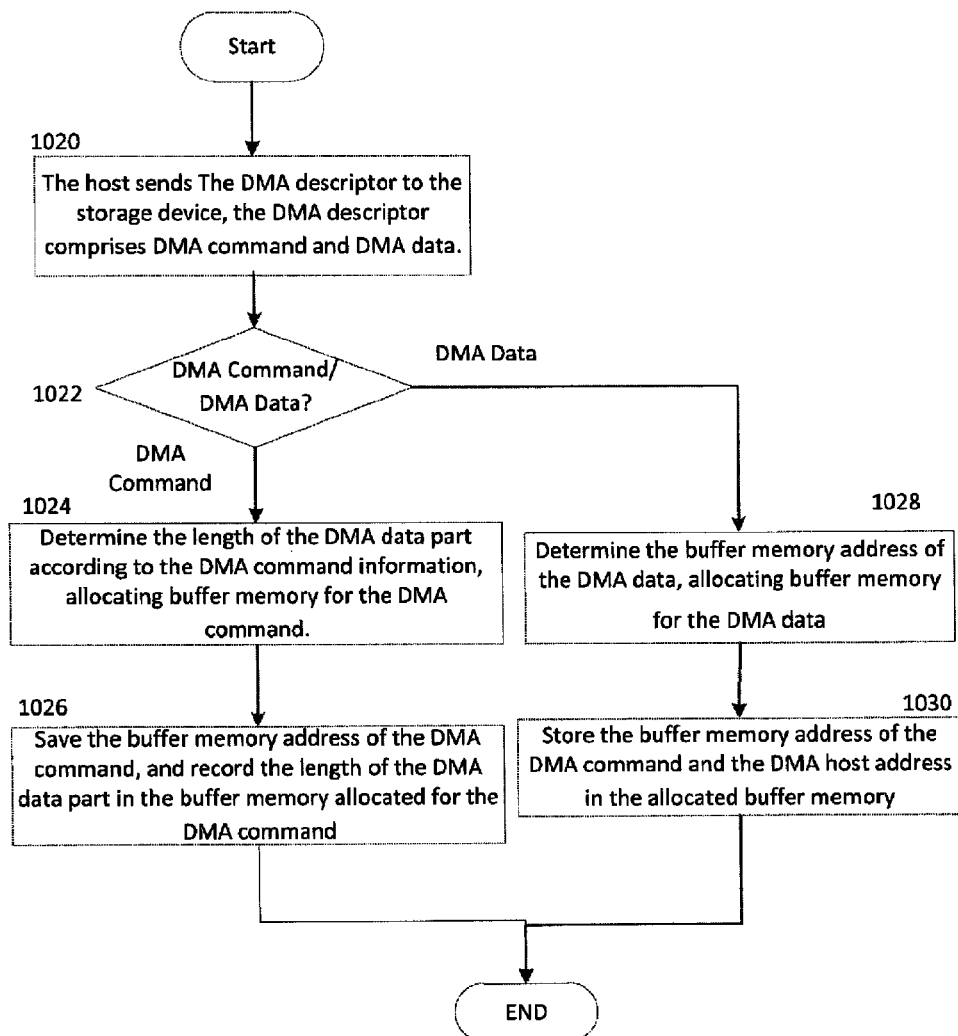 Start
1020
The host sends The DMA descriptor to the
storage device, the DMA descriptor
comprises DMA command and DMA data.
DMA Data
1022
DMA Command/
DMA Data?
DMA
Command
1024
Determine the length of the DMA data part
according to the DMA command information,
allocating buffer memory for the DMA
command.
1028
Determine the buffer memory address of
the DMA data, allocating buffer memory
for the DMA data
1026
Save the buffer memory address of the DMA
command, and record the length of the DMA
data part in the buffer memory allocated for the
DMA command
1030
Store the buffer memory address of the
DMA command and the DMA host address
in the allocated buffer memory
END